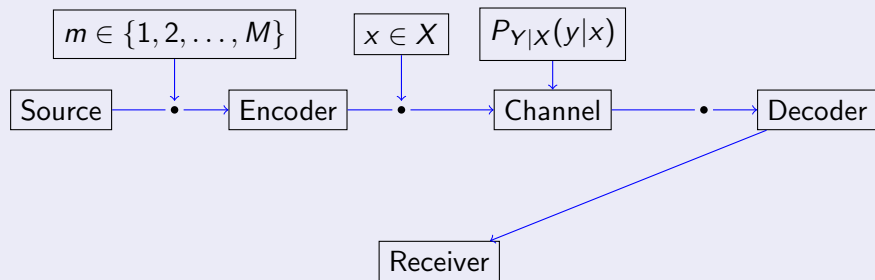 m ∈ {1, 2, . . . , M}
x ∈ X
P_{Y|X}(y|x)
Source
Encoder
Channel
Decoder
Receiver